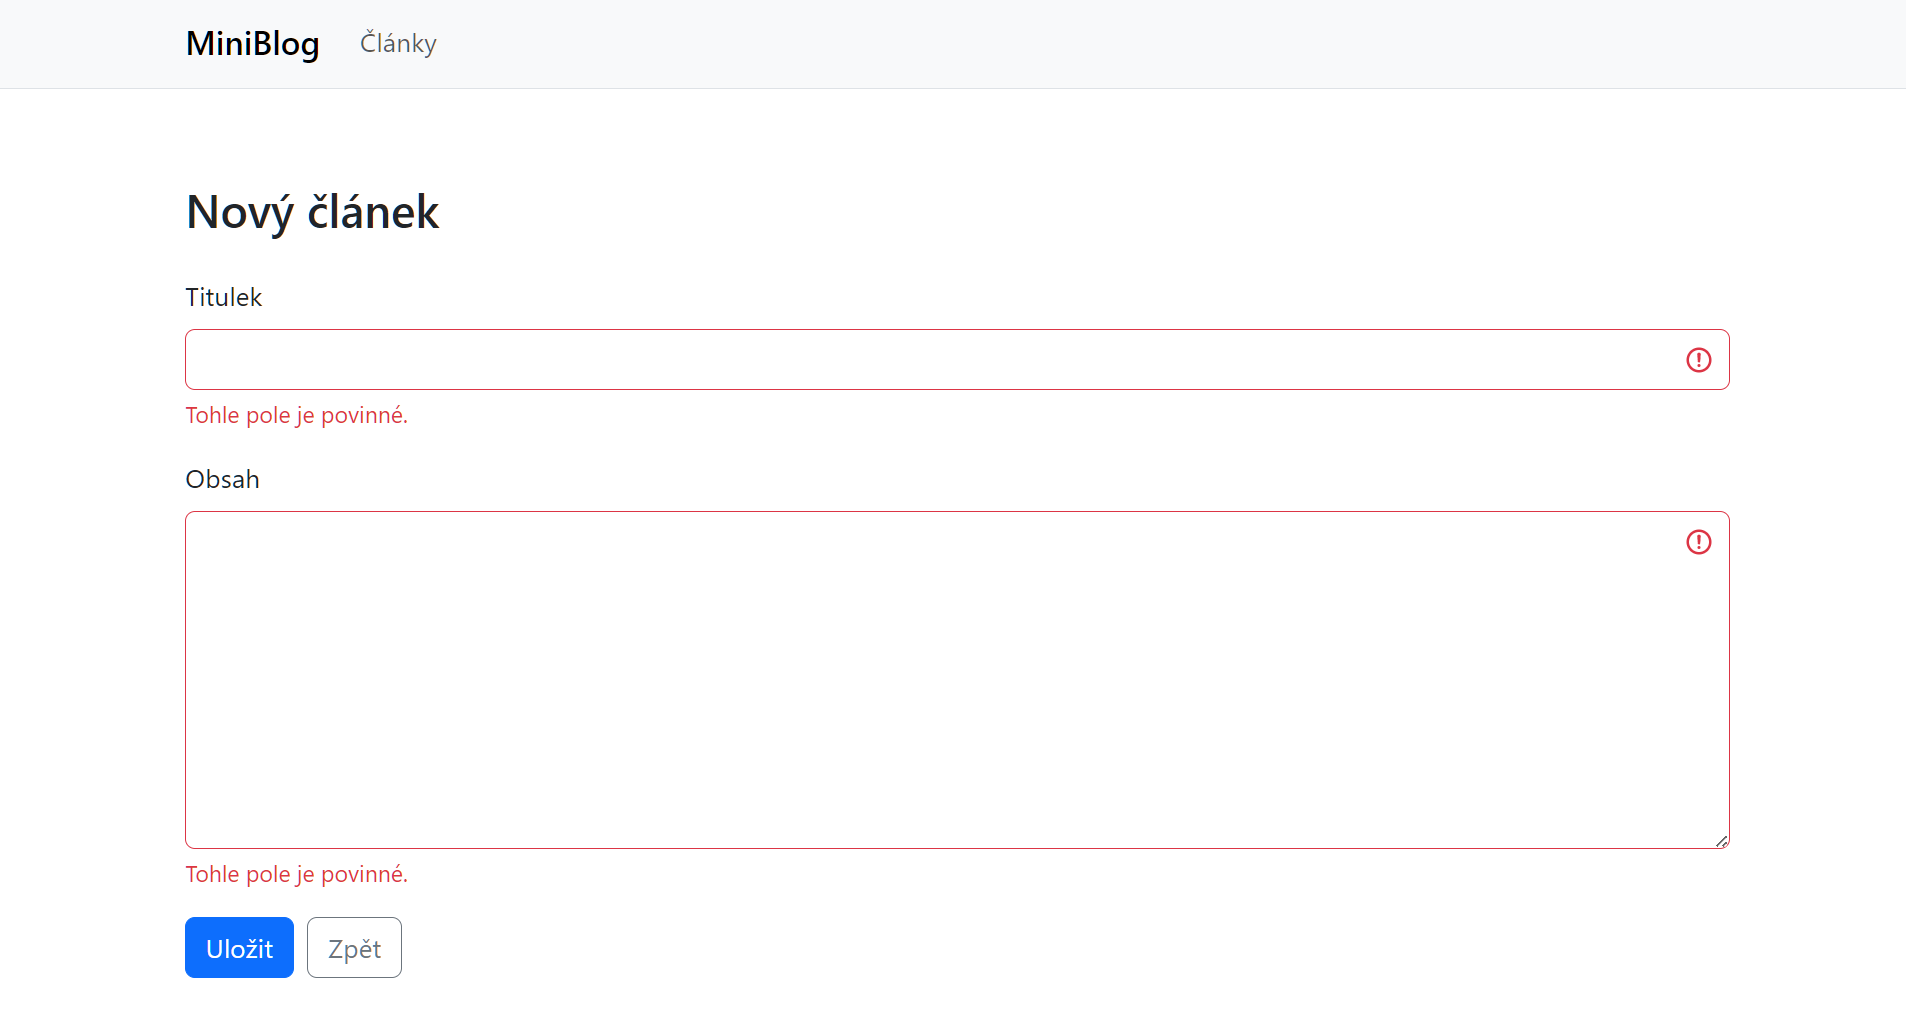 MiniBlog Články
Nový článek
Titulek
Tohle pole je povinné.
Obsah
Tohle pole je povinné.
Uložit Zpět